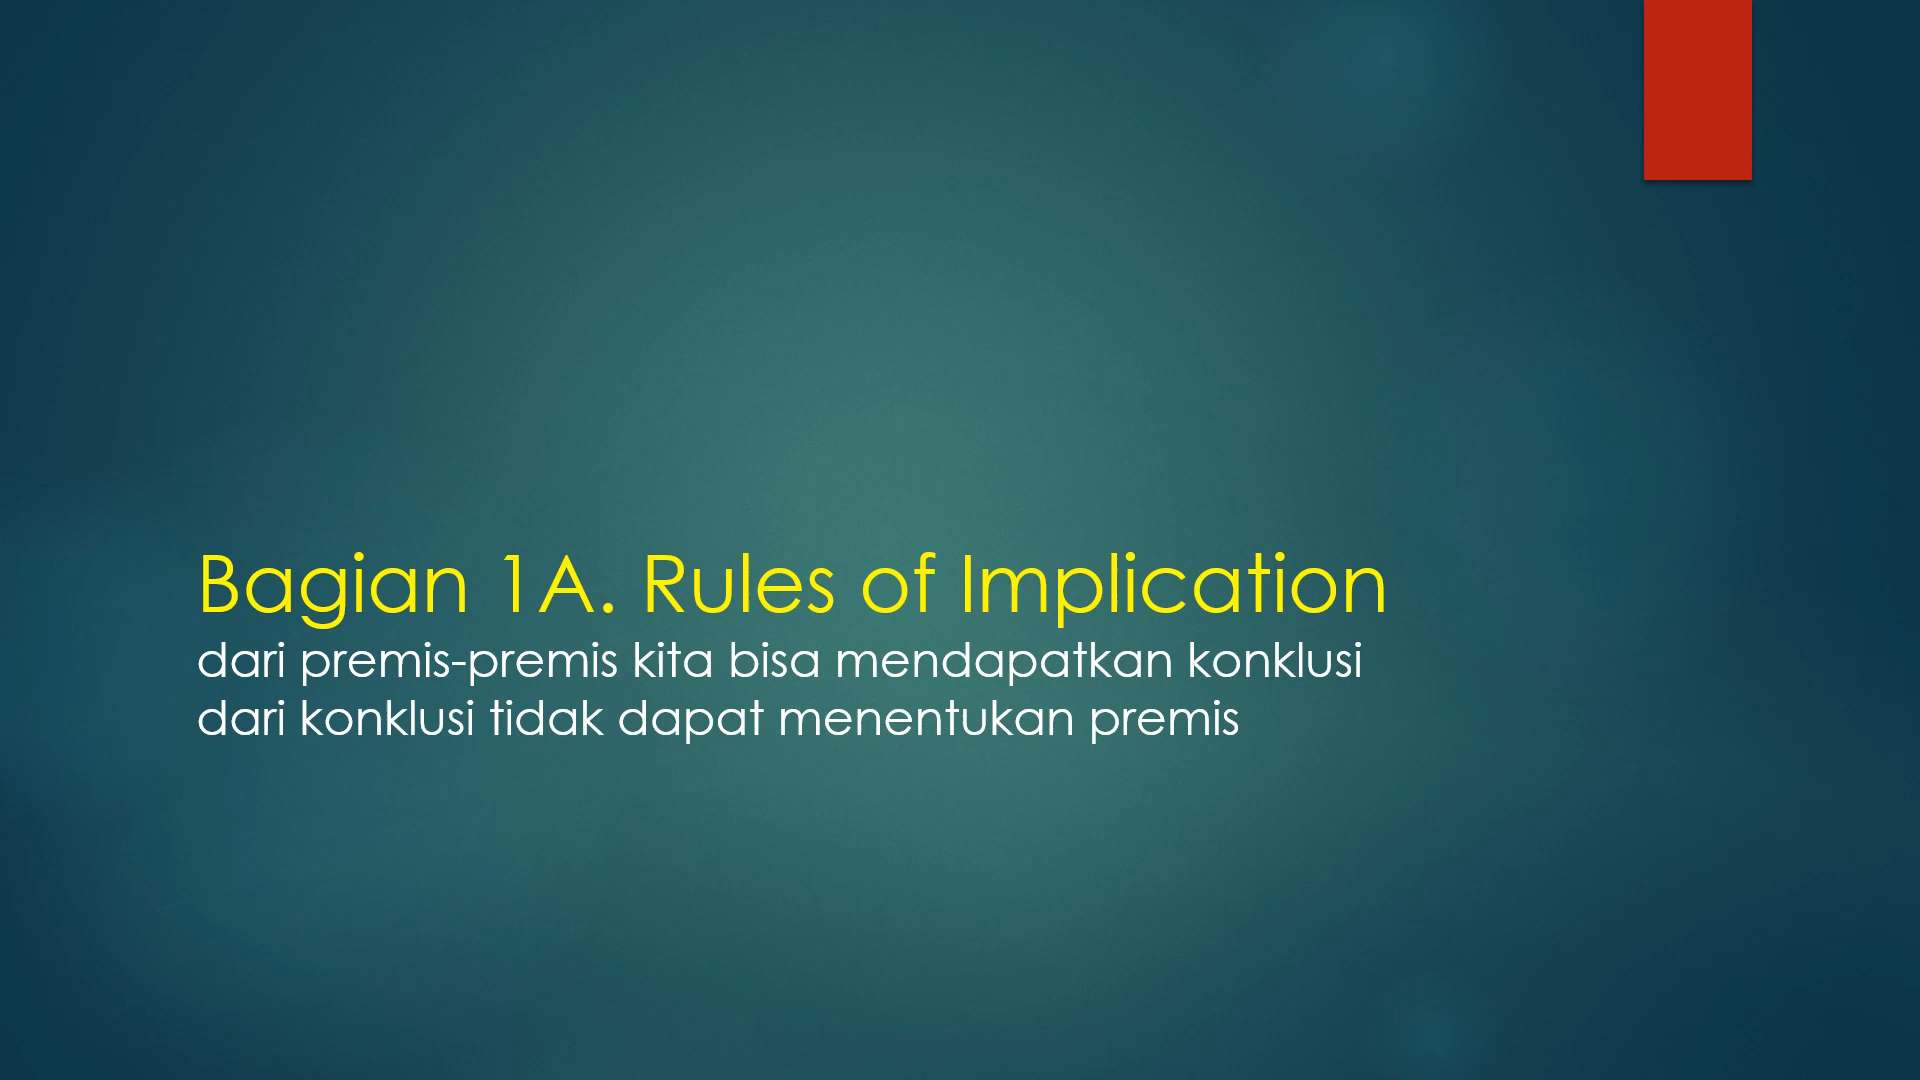 Bagian 1A. Rules of Implication
dari premis-premis kita bisa mendapatkan konklusi
dari konklusi tidak dapat menentukan premis